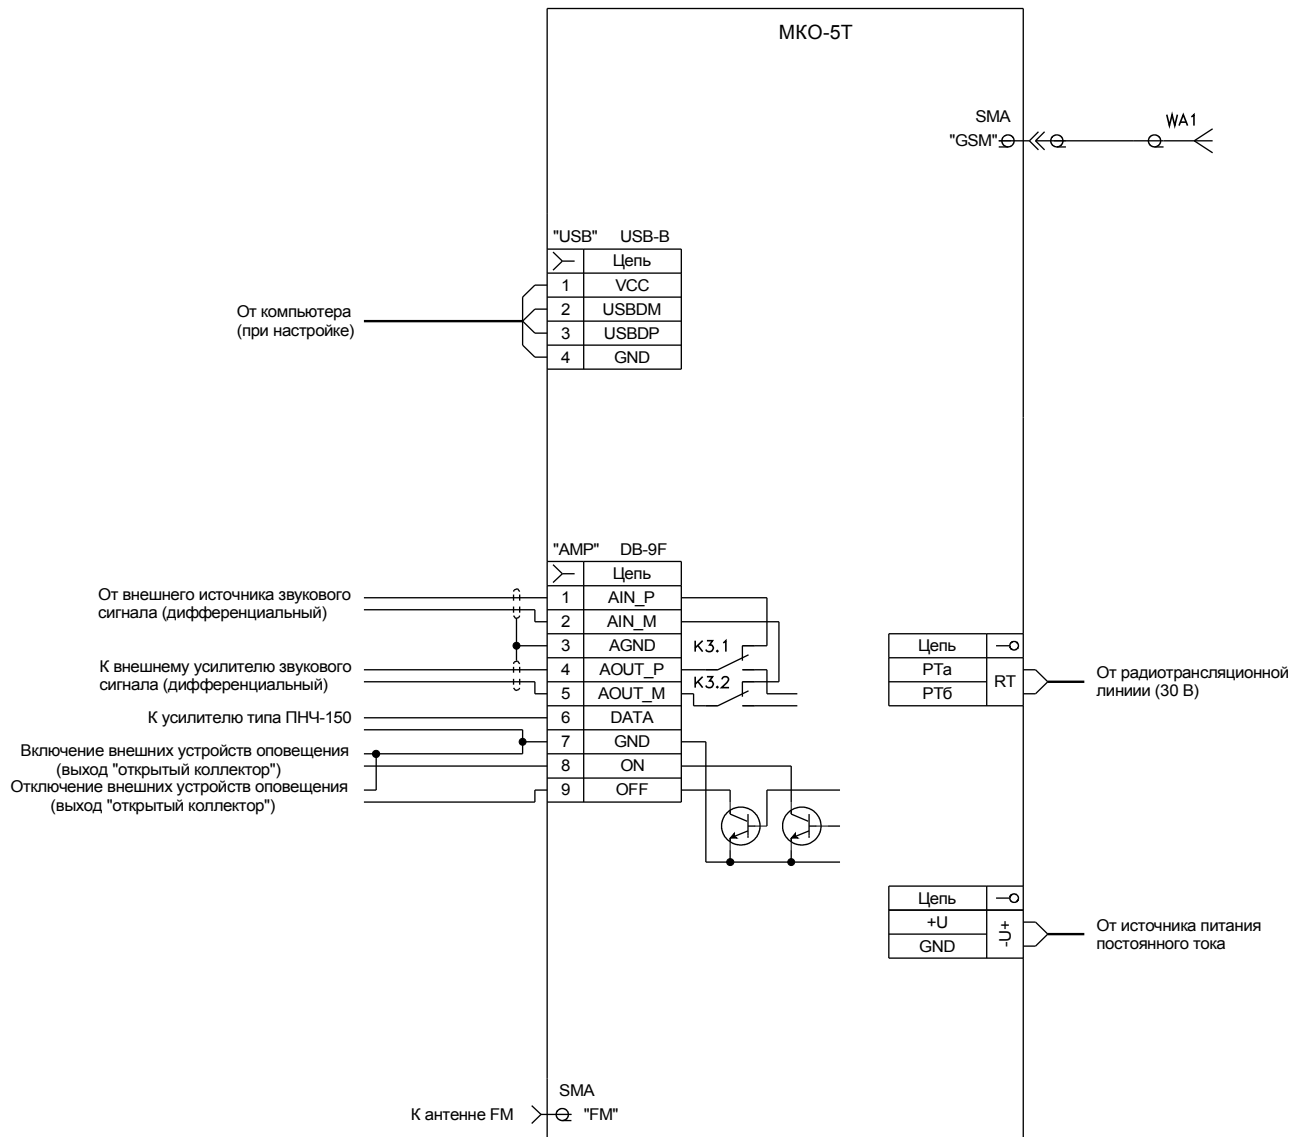 МКО-5Т
SMA
"GSM"
WA1
"USB" USB-B
Цепь
1 VCC
2 USBDM
3 USBDP
4 GND
От компьютера
(при настройке)
"AMP" DB-9F
Цепь
1 AIN_P
2 AIN_M
3 AGND
4 AOUT_P
5 AOUT_M
6 DATA
7 GND
8 ON
9 OFF
От внешнего источника звукового
сигнала (дифференциальный)
К внешнему усилителю звукового
сигнала (дифференциальный)
К усилителю типа ПНЧ-150
Включение внешних устройств оповещения
(выход "открытый коллектор")
Отключение внешних устройств оповещения
(выход "открытый коллектор")
К3.1
К3.2
Цепь
РТа
РТб
RT
От радиотрансляционной
линиии (30 В)
Цепь
+U
GND
-U+
От источника питания
постоянного тока
SMA
"FM"
К антенне FM